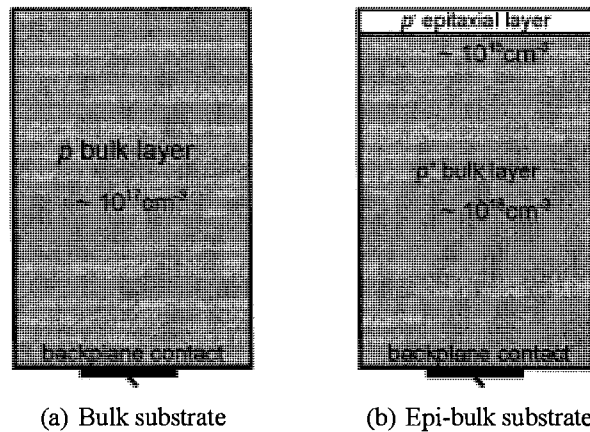 p⁻ epitaxial layer
~ 10¹⁵cm⁻³
p bulk layer
~ 10¹⁷cm⁻³
p⁺ bulk layer
~ 10¹⁹cm⁻³
backplane contact
backplane contact
(a) Bulk substrate
(b) Epi-bulk substrate